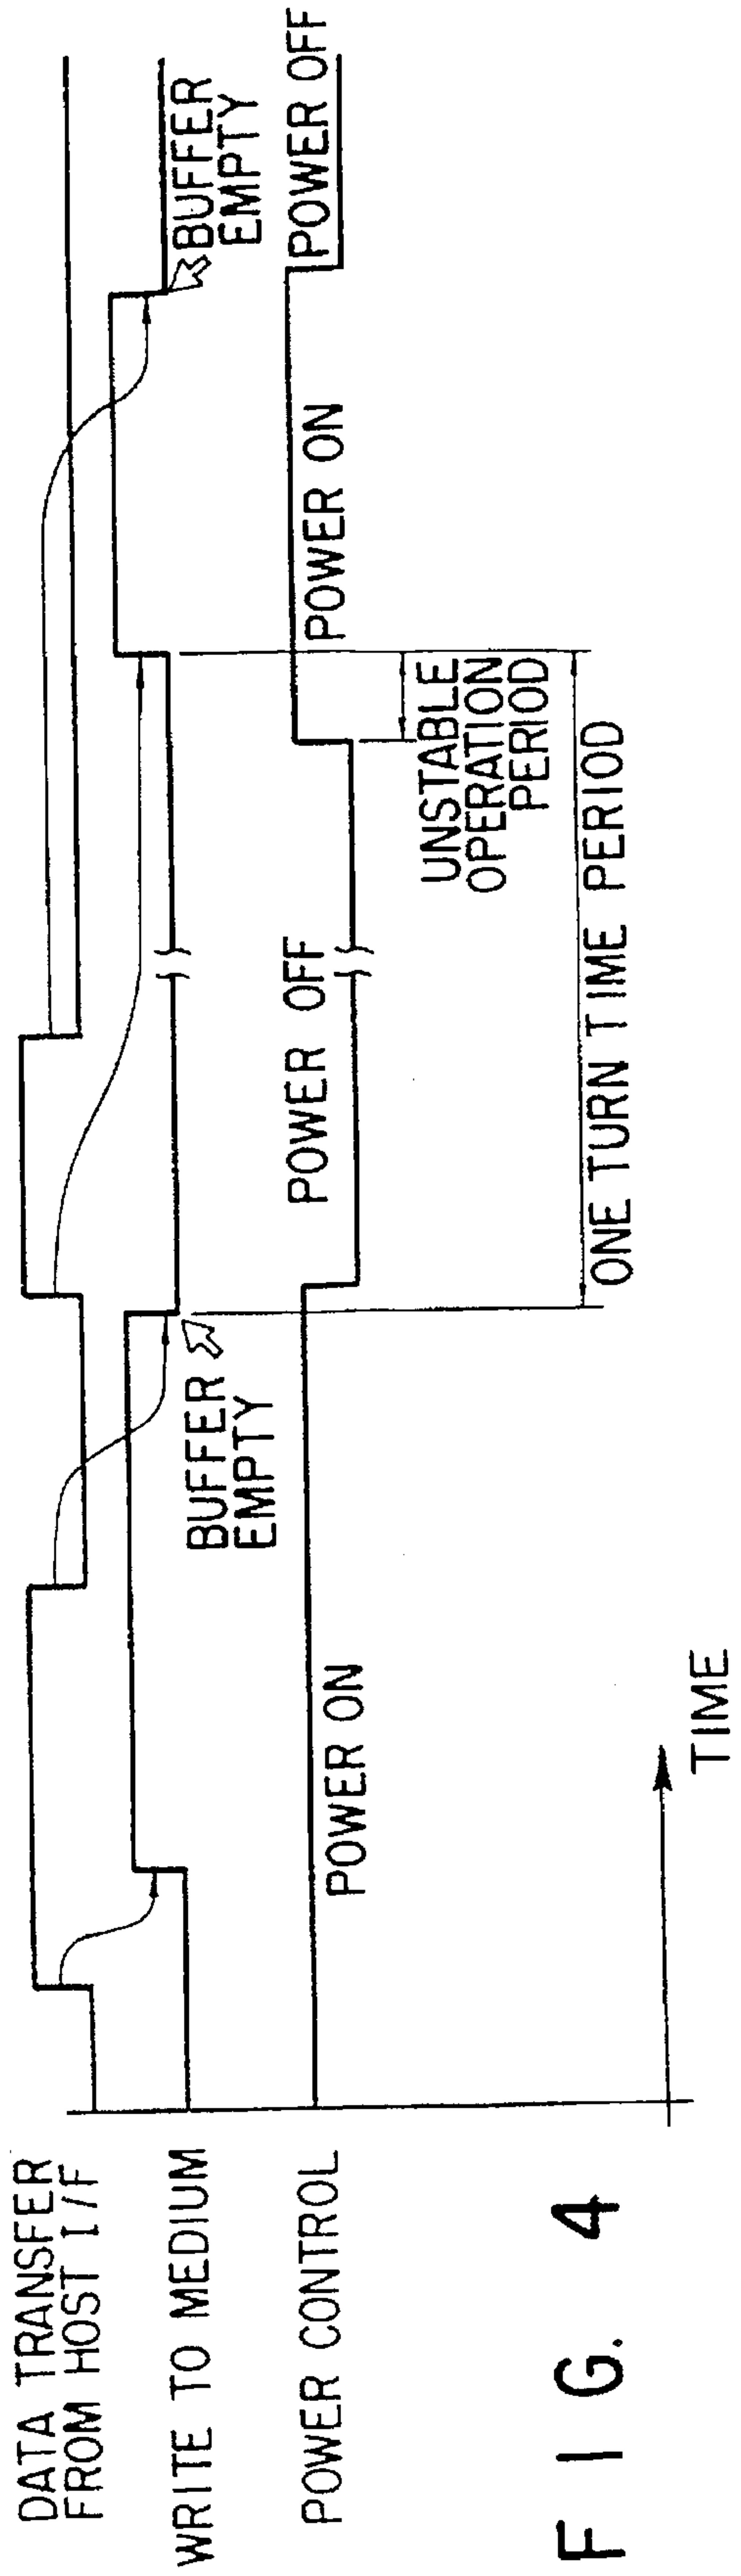 DATA TRANSFER
FROM HOST I/F
WRITE TO MEDIUM
BUFFER
EMPTY
BUFFER
EMPTY
POWER CONTROL
POWER ON
POWER OFF
POWER ON
POWER OFF
UNSTABLE
OPERATION
PERIOD
ONE TURN TIME PERIOD
TIME
FIG. 4